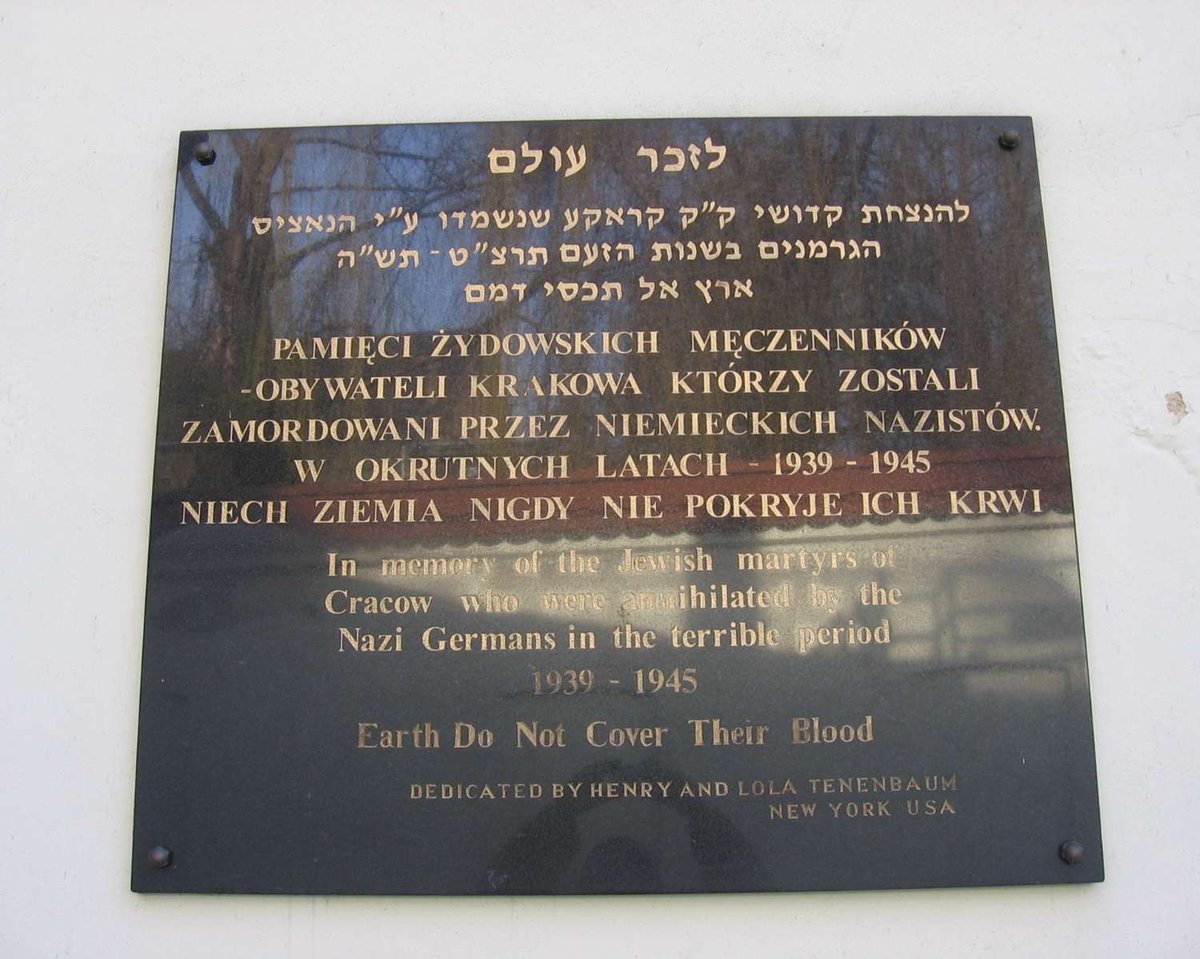 לזכר עולם
להנצחת קדושי ק"ק קראקע שנשמדו ע"י הנאציס
הגרמנים בשנות הזעם תרצ"ט - תש"ה
ארץ אל תכסי דמם
PAMIĘCI ŻYDOWSKICH MĘCZENNIKÓW
-OBYWATELI KRAKOWA KTÓRZY ZOSTALI
ZAMORDOWANI PRZEZ NIEMIECKICH NAZISTÓW.
W OKRUTNYCH LATACH - 1939 - 1945
NIECH ZIEMIA NIGDY NIE POKRYJE ICH KRWI
In memory of the Jewish martyrs of
Cracow who were annihilated by the
Nazi Germans in the terrible period
1939 - 1945
Earth Do Not Cover Their Blood
DEDICATED BY HENRY AND LOLA TENENBAUM
NEW YORK USA